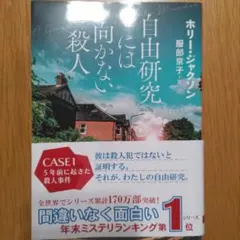 ホリー・ジャクソン
服部京子 訳
自由研究
には
向かない
殺人
CASE1
5年前に起きた
殺人事件
彼は殺人犯ではないと
証明する。
それが、わたしの自由研究。
全世界でシリーズ累計170万部突破!
間違いなく面白い
年末ミステリランキング第1位
シリーズ